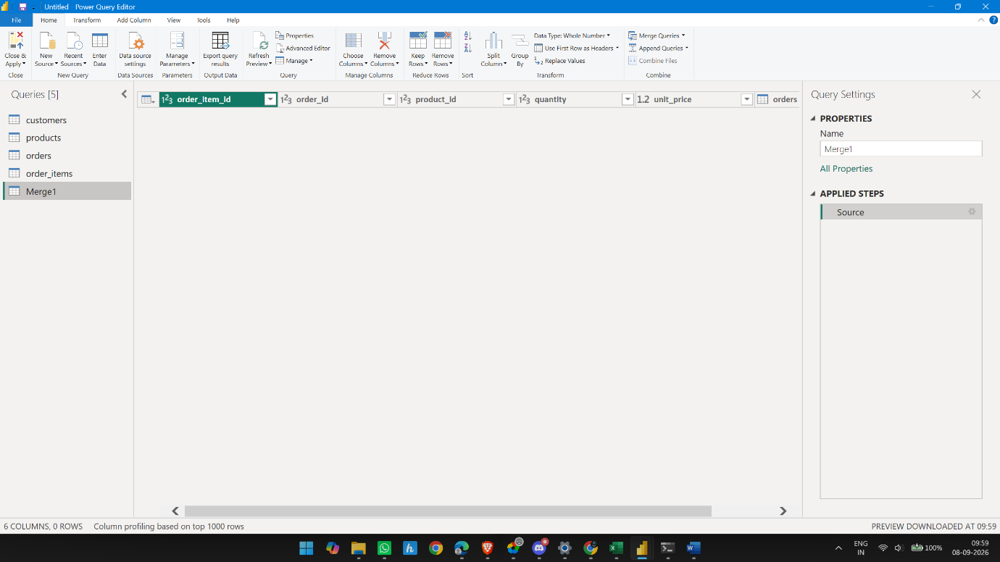 Untitled - Power Query Editor
File Home Transform Add Column View Tools Help
Close & Apply
New Source
Recent Sources
Enter Data
Data source settings
Manage Parameters
Export query results
Refresh Preview
Properties
Advanced Editor
Manage
Choose Columns
Remove Columns
Keep Rows
Remove Rows
Split Column
Group By
Data Type: Whole Number
Use First Row as Headers
Replace Values
Merge Queries
Append Queries
Combine Files
Close New Query Data Sources Parameters Output Data Query Manage Columns Reduce Rows Sort Transform Combine
Queries [5]
customers
products
orders
order_items
Merge1
order_item_id order_id product_id quantity 1.2 unit_price orders
Query Settings
PROPERTIES
Name
Merge1
All Properties
APPLIED STEPS
Source
6 COLUMNS, 0 ROWS Column profiling based on top 1000 rows PREVIEW DOWNLOADED AT 09:59
ENG
IN
100%
09:59
08-09-2026